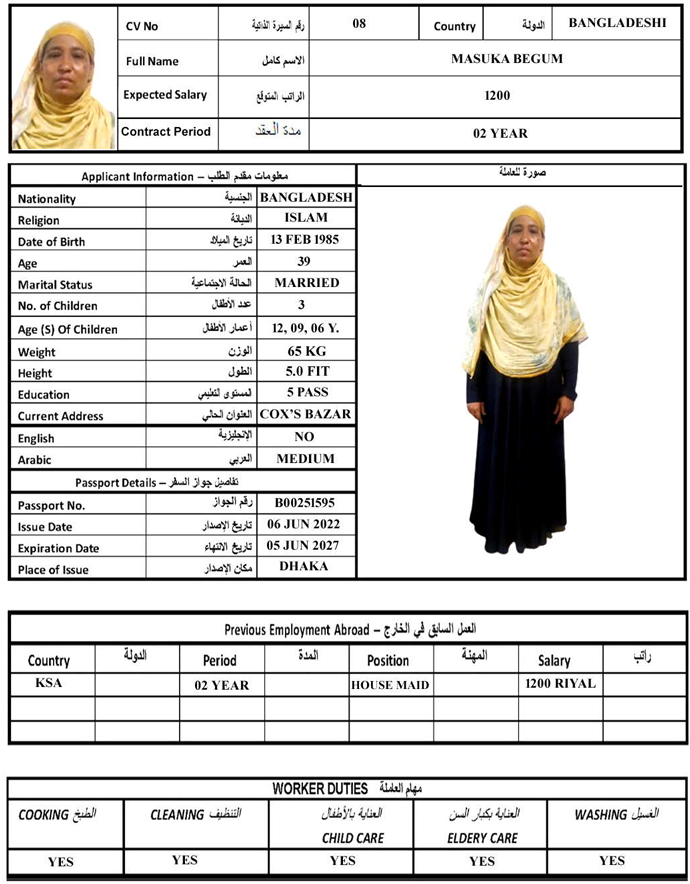 CV No رقم السيرة الذاتية 08 Country الدولة BANGLADESHI
Full Name الاسم كامل MASUKA BEGUM
Expected Salary الراتب المتوقع 1200
Contract Period مدة العقد 02 YEAR
Applicant Information – معلومات مقدم الطلب
صورة للعاملة
Nationality الجنسية BANGLADESH
Religion الديانة ISLAM
Date of Birth تاريخ الميلاد 13 FEB 1985
Age العمر 39
Marital Status الحالة الاجتماعية MARRIED
No. of Children عدد الأطفال 3
Age (S) Of Children أعمار الأطفال 12, 09, 06 Y.
Weight الوزن 65 KG
Height الطول 5.0 FIT
Education المستوى التعليمي 5 PASS
Current Address العنوان الحالي COX'S BAZAR
English الإنجليزية NO
Arabic العربي MEDIUM
Passport Details – تفاصيل جواز السفر
Passport No. رقم الجواز B00251595
Issue Date تاريخ الإصدار 06 JUN 2022
Expiration Date تاريخ الانتهاء 05 JUN 2027
Place of Issue مكان الإصدار DHAKA
Previous Employment Abroad – العمل السابق في الخارج
Country الدولة Period المدة Position المهنة Salary راتب
KSA 02 YEAR HOUSE MAID 1200 RIYAL
WORKER DUTIES مهام العاملة
COOKING الطبخ CLEANING التنظيف العناية بالأطفال العناية بكبار السن WASHING الغسيل
CHILD CARE ELDERY CARE
YES YES YES YES YES